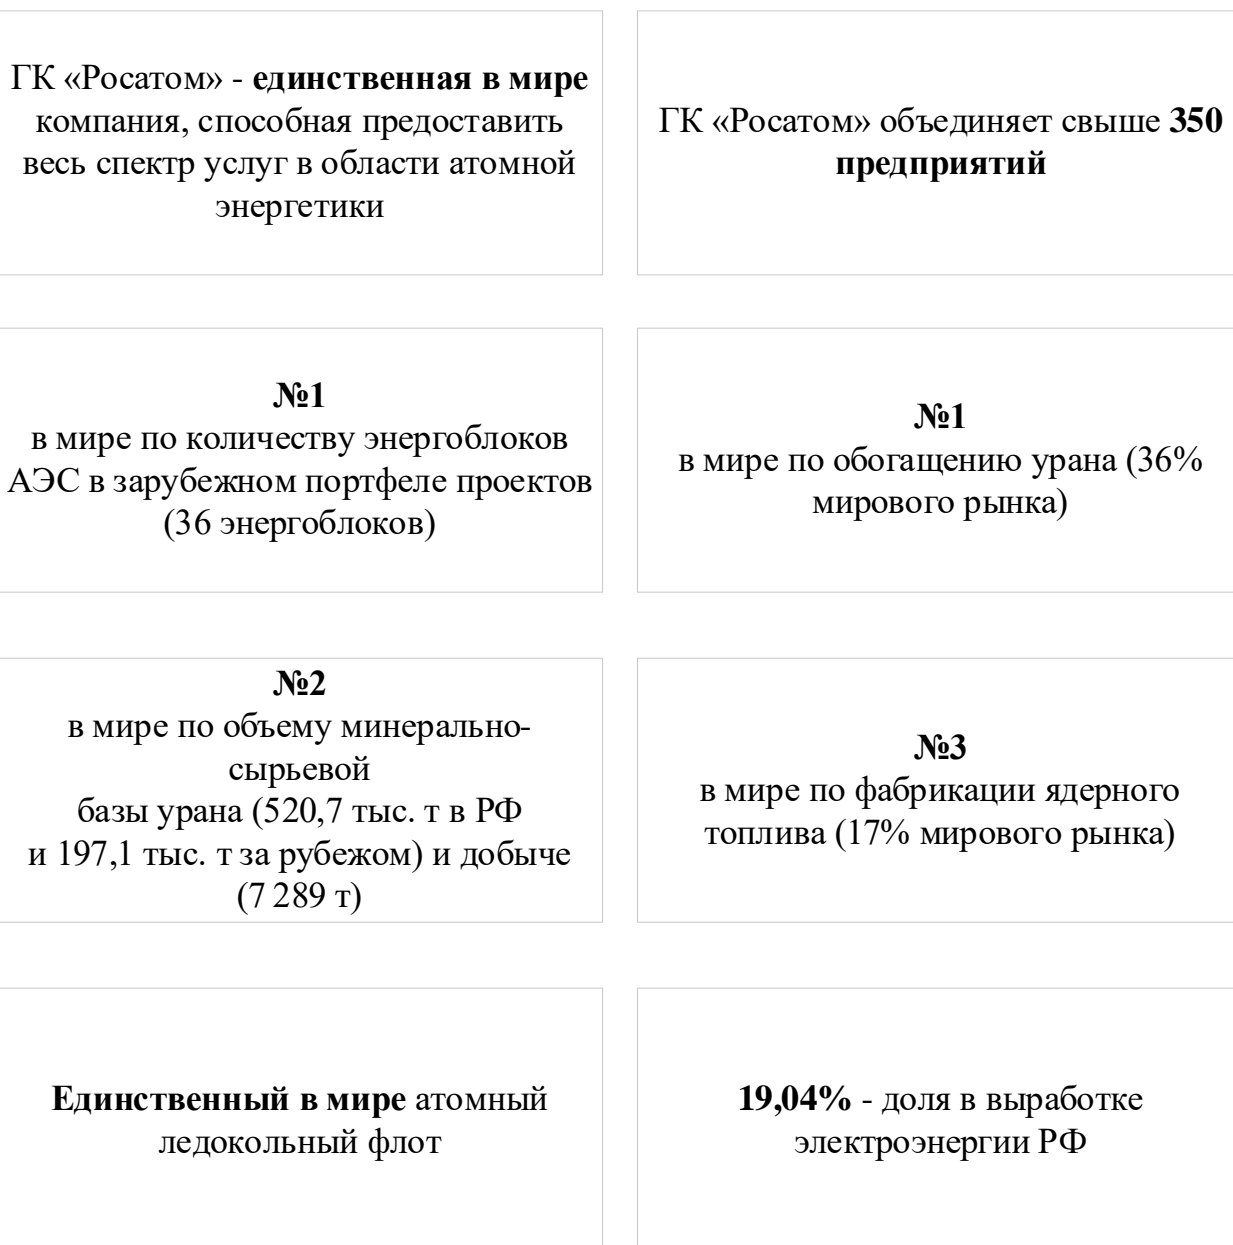 ГК «Росатом» - единственная в мире
компания, способная предоставить
весь спектр услуг в области атомной
энергетики
ГК «Росатом» объединяет свыше 350
предприятий
№1
в мире по количеству энергоблоков
АЭС в зарубежном портфеле проектов
(36 энергоблоков)
№1
в мире по обогащению урана (36%
мирового рынка)
№2
в мире по объему минерально-
сырьевой
базы урана (520,7 тыс. т в РФ
и 197,1 тыс. т за рубежом) и добыче
(7 289 т)
№3
в мире по фабрикации ядерного
топлива (17% мирового рынка)
Единственный в мире атомный
ледокольный флот
19,04% - доля в выработке
электроэнергии РФ